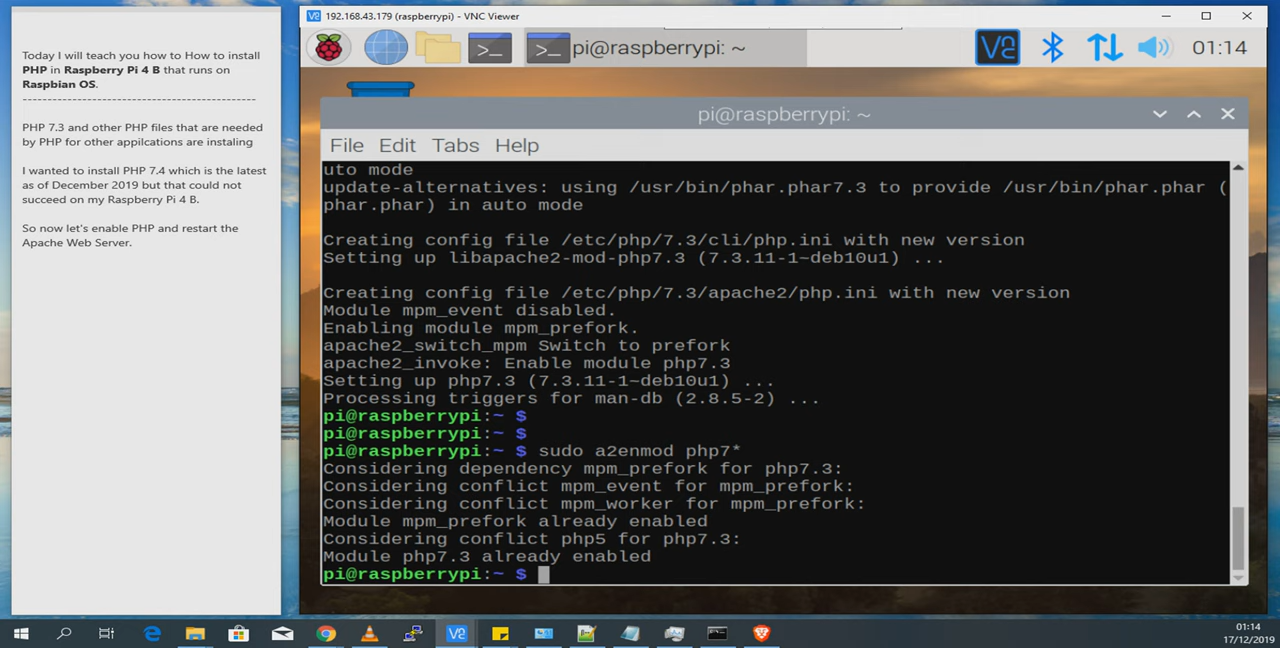 Today I will teach you how to How to install
PHP in Raspberry Pi 4 B that runs on
Raspbian OS.
--------------------------------------------
PHP 7.3 and other PHP files that are needed
by PHP for other appilcations are instaling
I wanted to install PHP 7.4 which is the latest
as of December 2019 but that could not
succeed on my Raspberry Pi 4 B.
So now let's enable PHP and restart the
Apache Web Server.
192.168.43.179 (raspberrypi) - VNC Viewer
pi@raspberrypi: ~
01:14
pi@raspberrypi: ~
File Edit Tabs Help
uto mode
update-alternatives: using /usr/bin/phar.phar7.3 to provide /usr/bin/phar.phar (
phar.phar) in auto mode
Creating config file /etc/php/7.3/cli/php.ini with new version
Setting up libapache2-mod-php7.3 (7.3.11-1~deb10u1) ...
Creating config file /etc/php/7.3/apache2/php.ini with new version
Module mpm_event disabled.
Enabling module mpm_prefork.
apache2_switch_mpm Switch to prefork
apache2_invoke: Enable module php7.3
Setting up php7.3 (7.3.11-1~deb10u1) ...
Processing triggers for man-db (2.8.5-2) ...
pi@raspberrypi:~ $
pi@raspberrypi:~ $
pi@raspberrypi:~ $ sudo a2enmod php7*
Considering dependency mpm_prefork for php7.3:
Considering conflict mpm_event for mpm_prefork:
Considering conflict mpm_worker for mpm_prefork:
Module mpm_prefork already enabled
Considering conflict php5 for php7.3:
Module php7.3 already enabled
pi@raspberrypi:~ $
01:14
17/12/2019